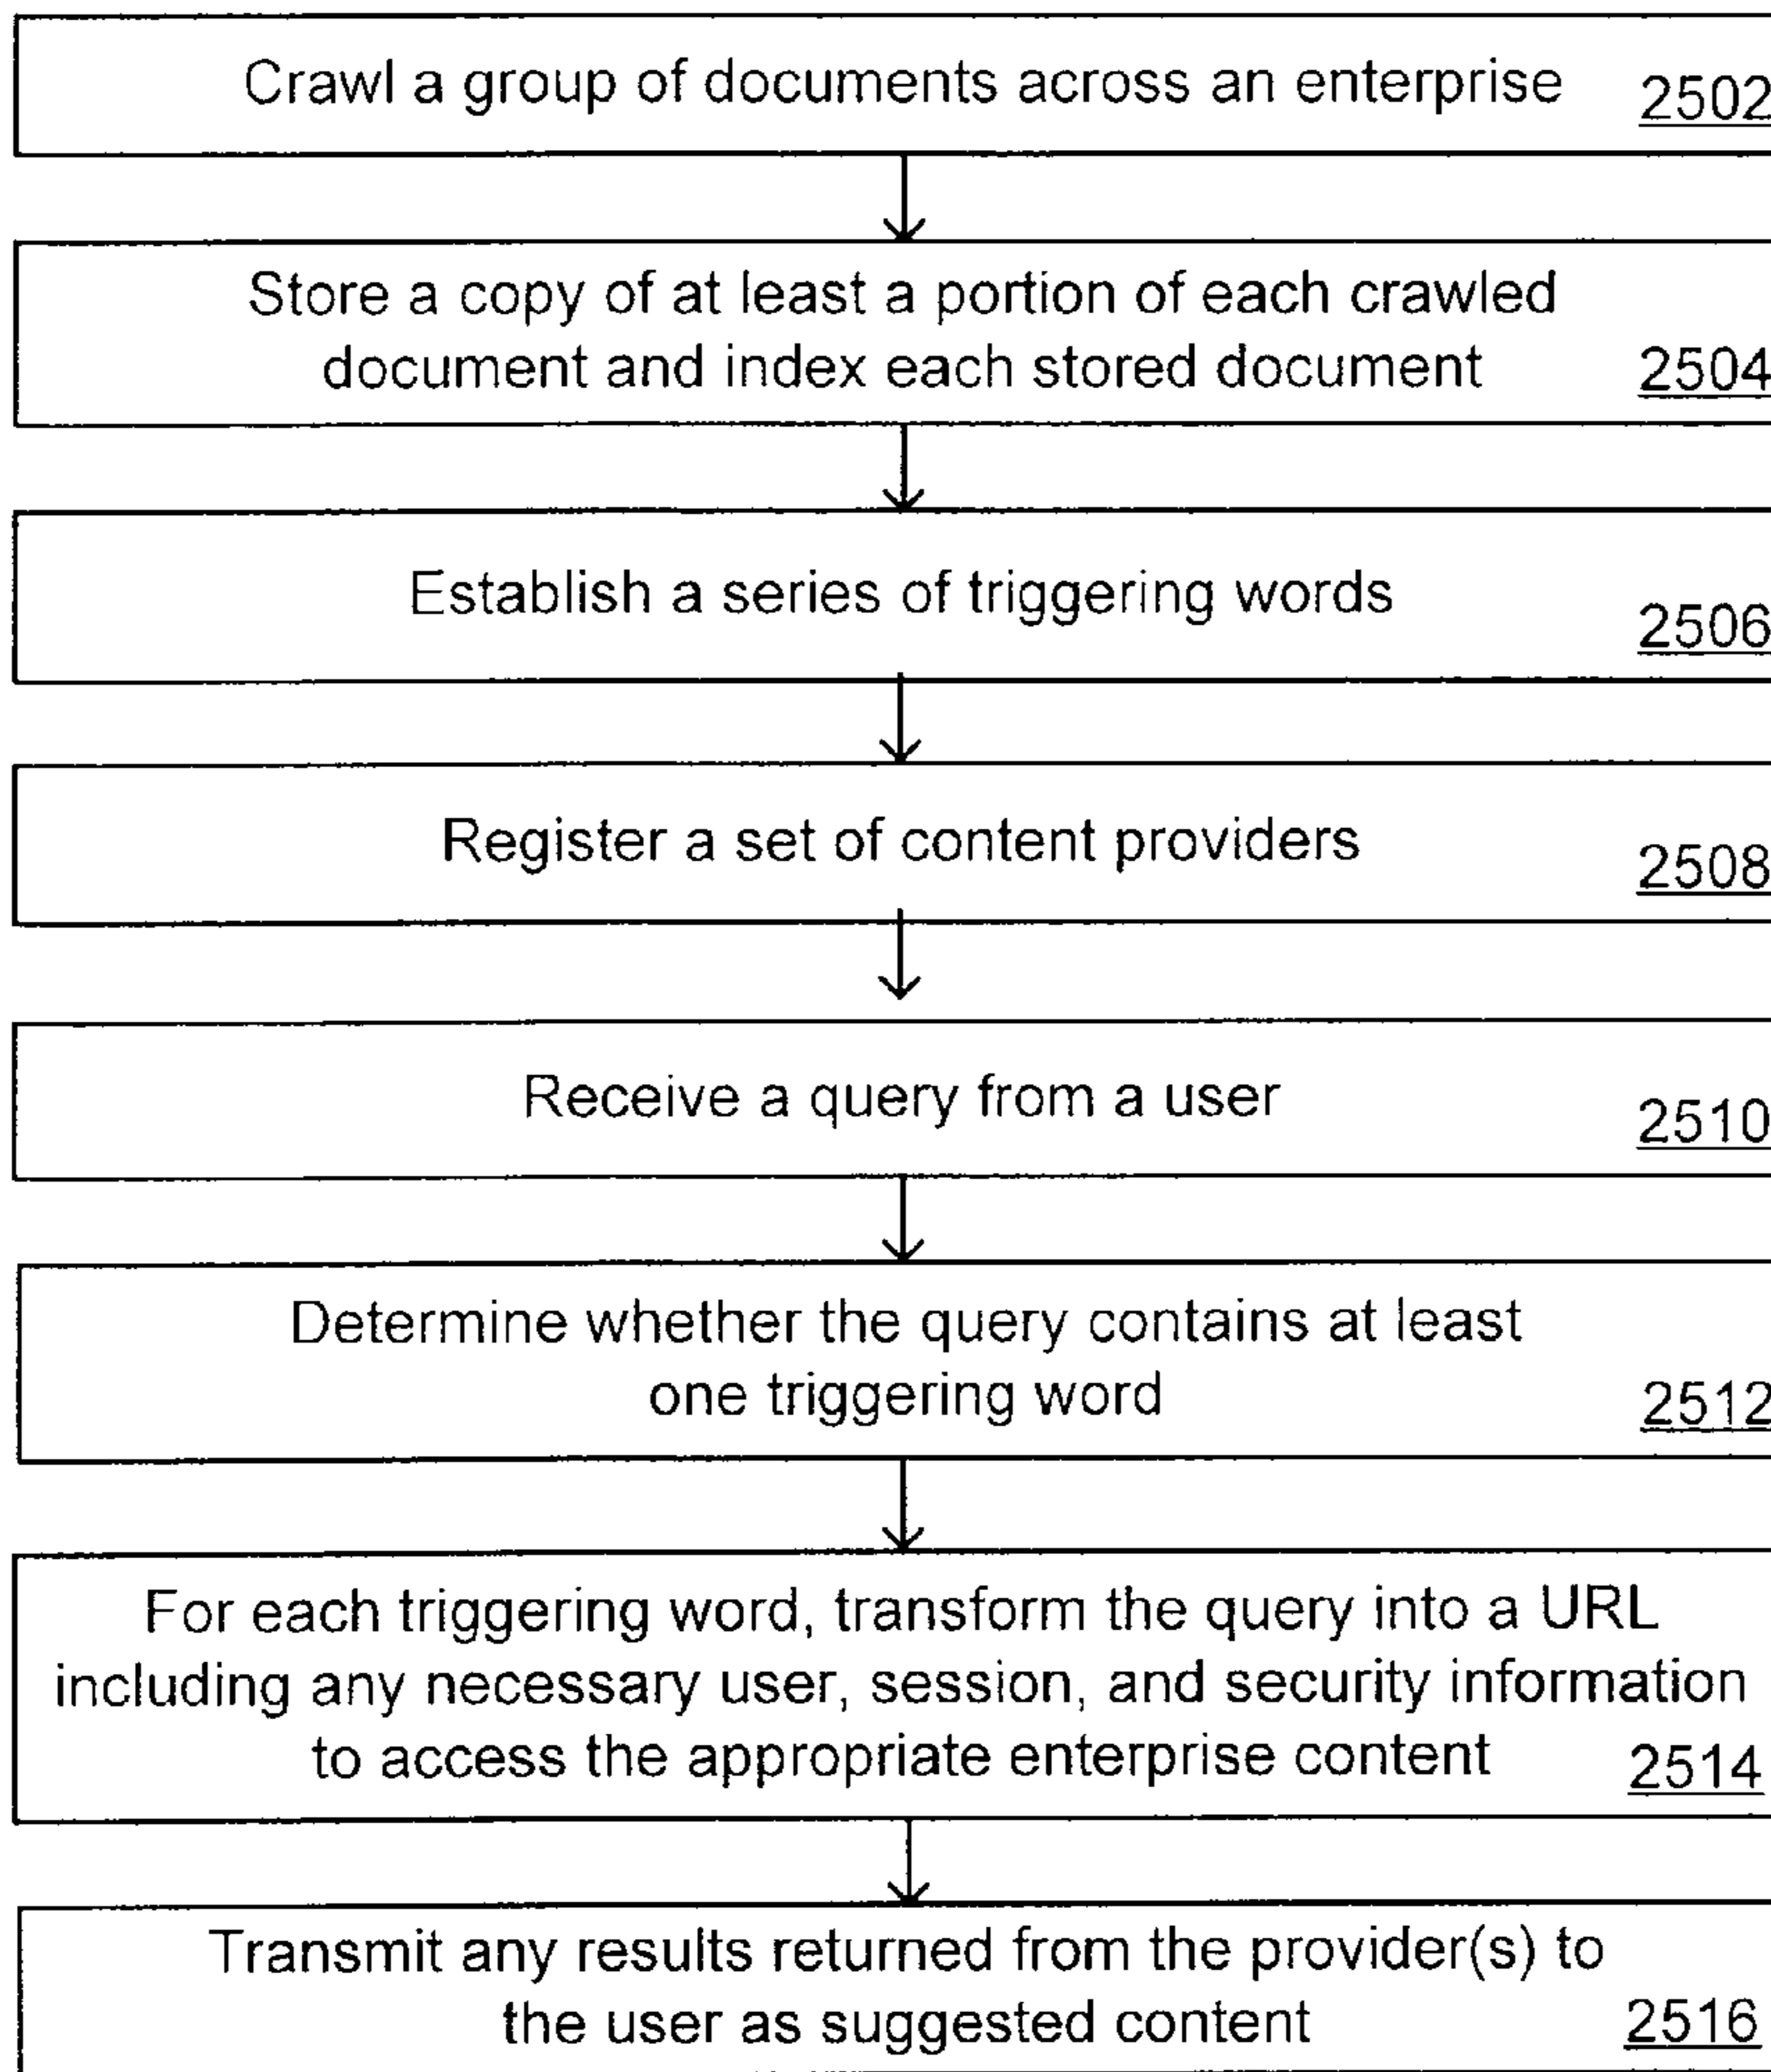 Crawl a group of documents across an enterprise 2502
Store a copy of at least a portion of each crawled
document and index each stored document 2504
Establish a series of triggering words 2506
Register a set of content providers 2508
Receive a query from a user 2510
Determine whether the query contains at least
one triggering word 2512
For each triggering word, transform the query into a URL
including any necessary user, session, and security information
to access the appropriate enterprise content 2514
Transmit any results returned from the provider(s) to
the user as suggested content 2516